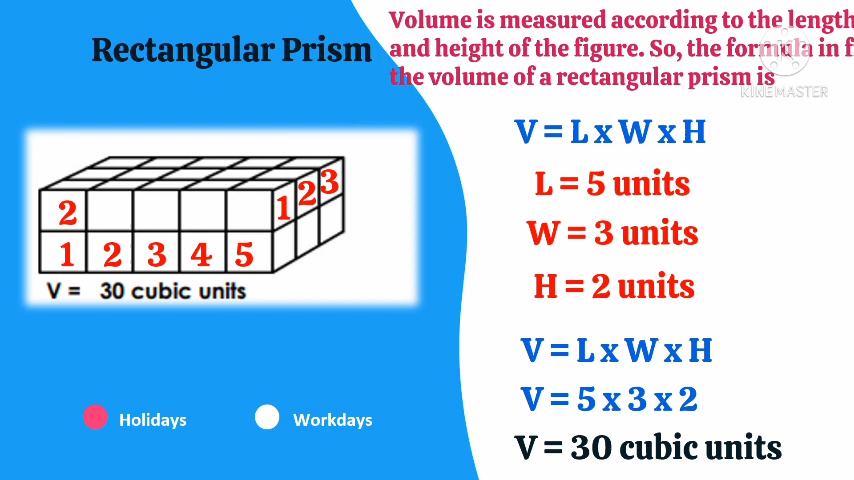 Rectangular Prism
Volume is measured according to the length
and height of the figure. So, the formula in f
the volume of a rectangular prism is
KINEMASTER
V = L x W x H
L = 5 units
W = 3 units
H = 2 units
2
1 2 3
1 2 3 4 5
V = 30 cubic units
V = L x W x H
V = 5 x 3 x 2
V = 30 cubic units
Holidays
Workdays